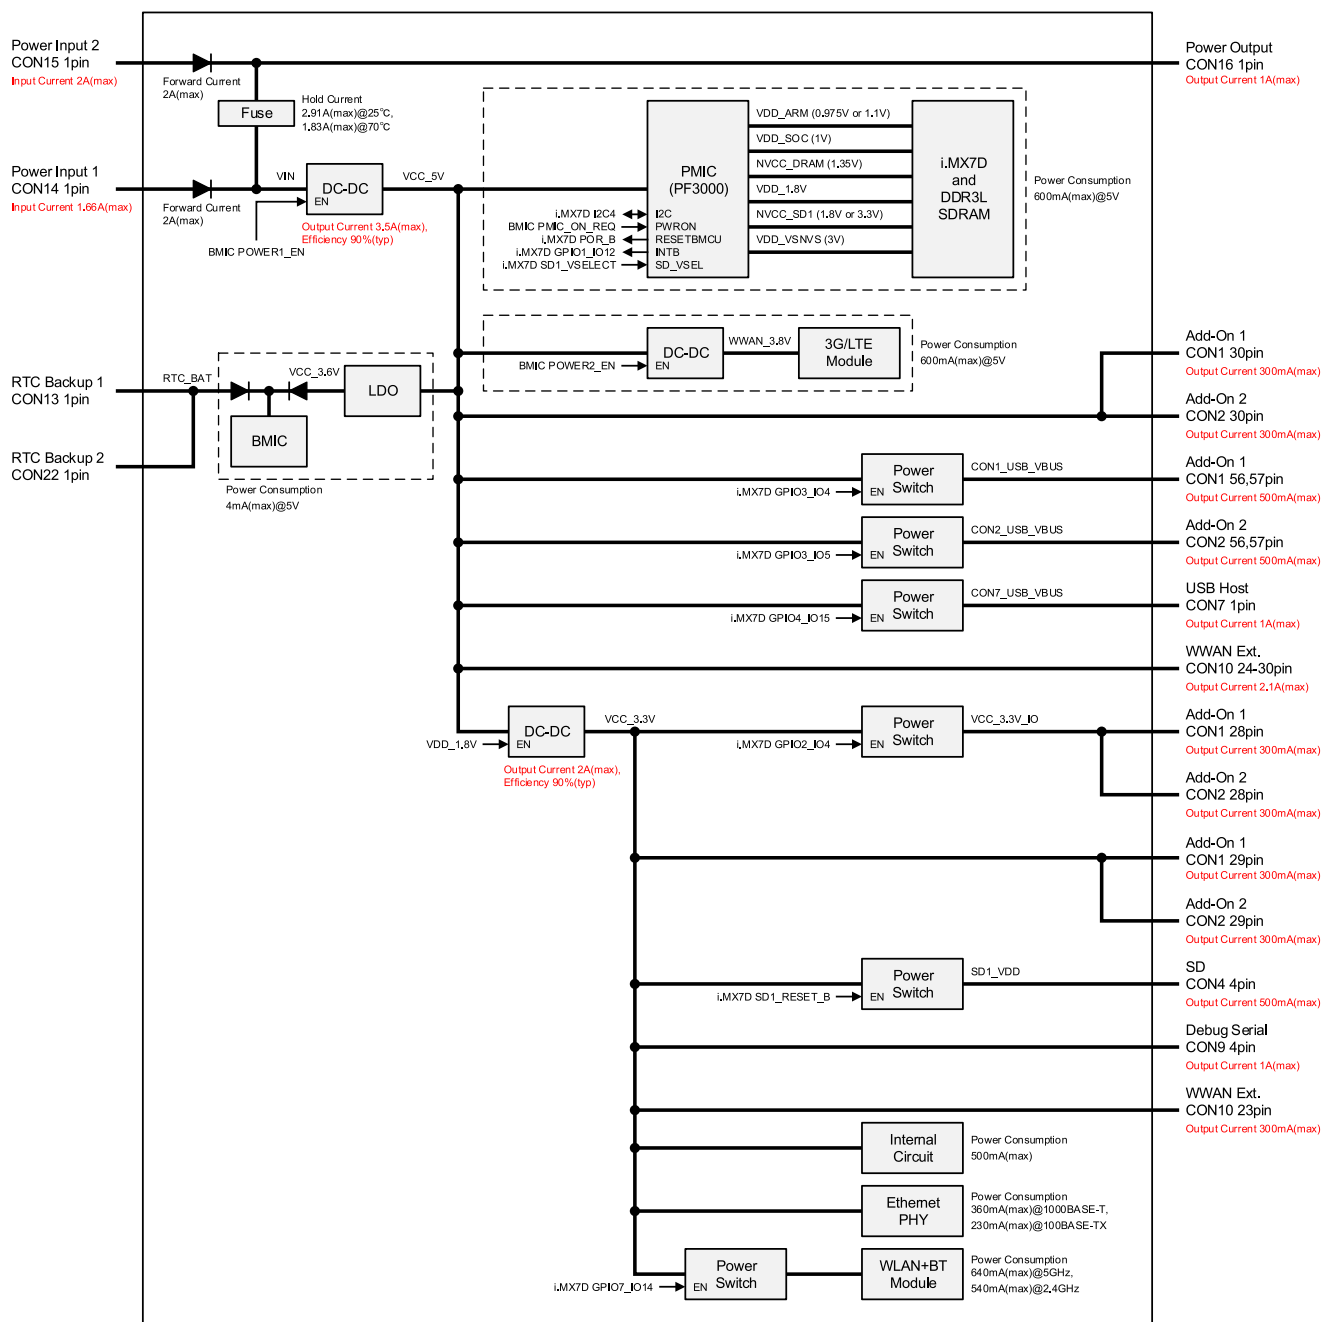 Power Input 2
CON15 1pin
Input Current 2A(max)
Forward Current
2A(max)
Fuse
Hold Current
2.91A(max)@25℃,
1.83A(max)@70℃
Power Output
CON16 1pin
Output Current 1A(max)
Power Input 1
CON14 1pin
Input Current 1.66A(max)
Forward Current
2A(max)
VIN
DC-DC
EN
BMIC POWER1_EN
VCC_5V
Output Current 3.5A(max),
Efficiency 90%(typ)
PMIC
(PF3000)
I2C
PWRON
RESETBMCU
INTB
SD_VSEL
i.MX7D I2C4
BMIC PMIC_ON_REQ
i.MX7D POR_B
i.MX7D GPIO1_IO12
i.MX7D SD1_VSELECT
VDD_ARM (0.975V or 1.1V)
VDD_SOC (1V)
NVCC_DRAM (1.35V)
VDD_1.8V
NVCC_SD1 (1.8V or 3.3V)
VDD_VSNVS (3V)
i.MX7D
and
DDR3L
SDRAM
Power Consumption
600mA(max)@5V
BMIC POWER2_EN
DC-DC
EN
WWAN_3.8V
3G/LTE
Module
Power Consumption
600mA(max)@5V
Add-On 1
CON1 30pin
Output Current 300mA(max)
Add-On 2
CON2 30pin
Output Current 300mA(max)
RTC Backup 1
CON13 1pin
RTC_BAT
VCC_3.6V
LDO
BMIC
RTC Backup 2
CON22 1pin
Power Consumption
4mA(max)@5V
i.MX7D GPIO3_IO4
Power
Switch
EN
CON1_USB_VBUS
Add-On 1
CON1 56,57pin
Output Current 500mA(max)
i.MX7D GPIO3_IO5
Power
Switch
EN
CON2_USB_VBUS
Add-On 2
CON2 56,57pin
Output Current 500mA(max)
i.MX7D GPIO4_IO15
Power
Switch
EN
CON7_USB_VBUS
USB Host
CON7 1pin
Output Current 1A(max)
WWAN Ext.
CON10 24-30pin
Output Current 2.1A(max)
VDD_1.8V
DC-DC
EN
VCC_3.3V
Output Current 2A(max),
Efficiency 90%(typ)
i.MX7D GPIO2_IO4
Power
Switch
EN
VCC_3.3V_IO
Add-On 1
CON1 28pin
Output Current 300mA(max)
Add-On 2
CON2 28pin
Output Current 300mA(max)
Add-On 1
CON1 29pin
Output Current 300mA(max)
Add-On 2
CON2 29pin
Output Current 300mA(max)
i.MX7D SD1_RESET_B
Power
Switch
EN
SD1_VDD
SD
CON4 4pin
Output Current 500mA(max)
Debug Serial
CON9 4pin
Output Current 1A(max)
WWAN Ext.
CON10 23pin
Output Current 300mA(max)
Internal
Circuit
Power Consumption
500mA(max)
Ethernet
PHY
Power Consumption
360mA(max)@1000BASE-T,
230mA(max)@100BASE-TX
i.MX7D GPIO7_IO14
Power
Switch
EN
WLAN+BT
Module
Power Consumption
640mA(max)@5GHz,
540mA(max)@2.4GHz